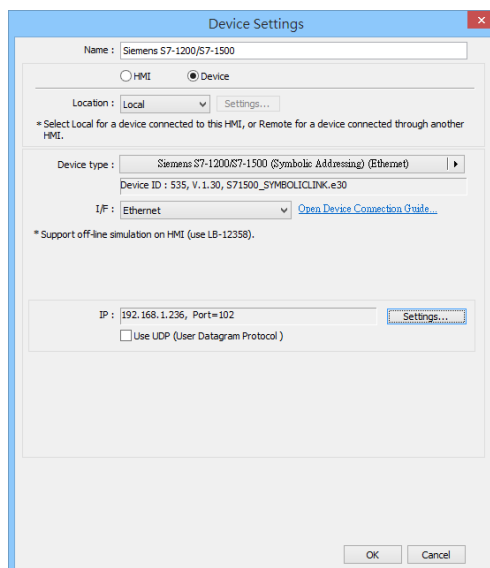 Device Settings
×
Name : Siemens S7-1200/S7-1500
HMI Device
Location : Local Settings...
* Select Local for a device connected to this HMI, or Remote for a device connected through another
HMI.
Device type : Siemens S7-1200/S7-1500 (Symbolic Addressing) (Ethernet)
Device ID : 535, V.1.30, S71500_SYMBOLICLINK.e30
I/F : Ethernet Open Device Connection Guide...
* Support off-line simulation on HMI (use LB-12358).
IP : 192.168.1.236, Port=102 Settings...
Use UDP (User Datagram Protocol )
OK Cancel